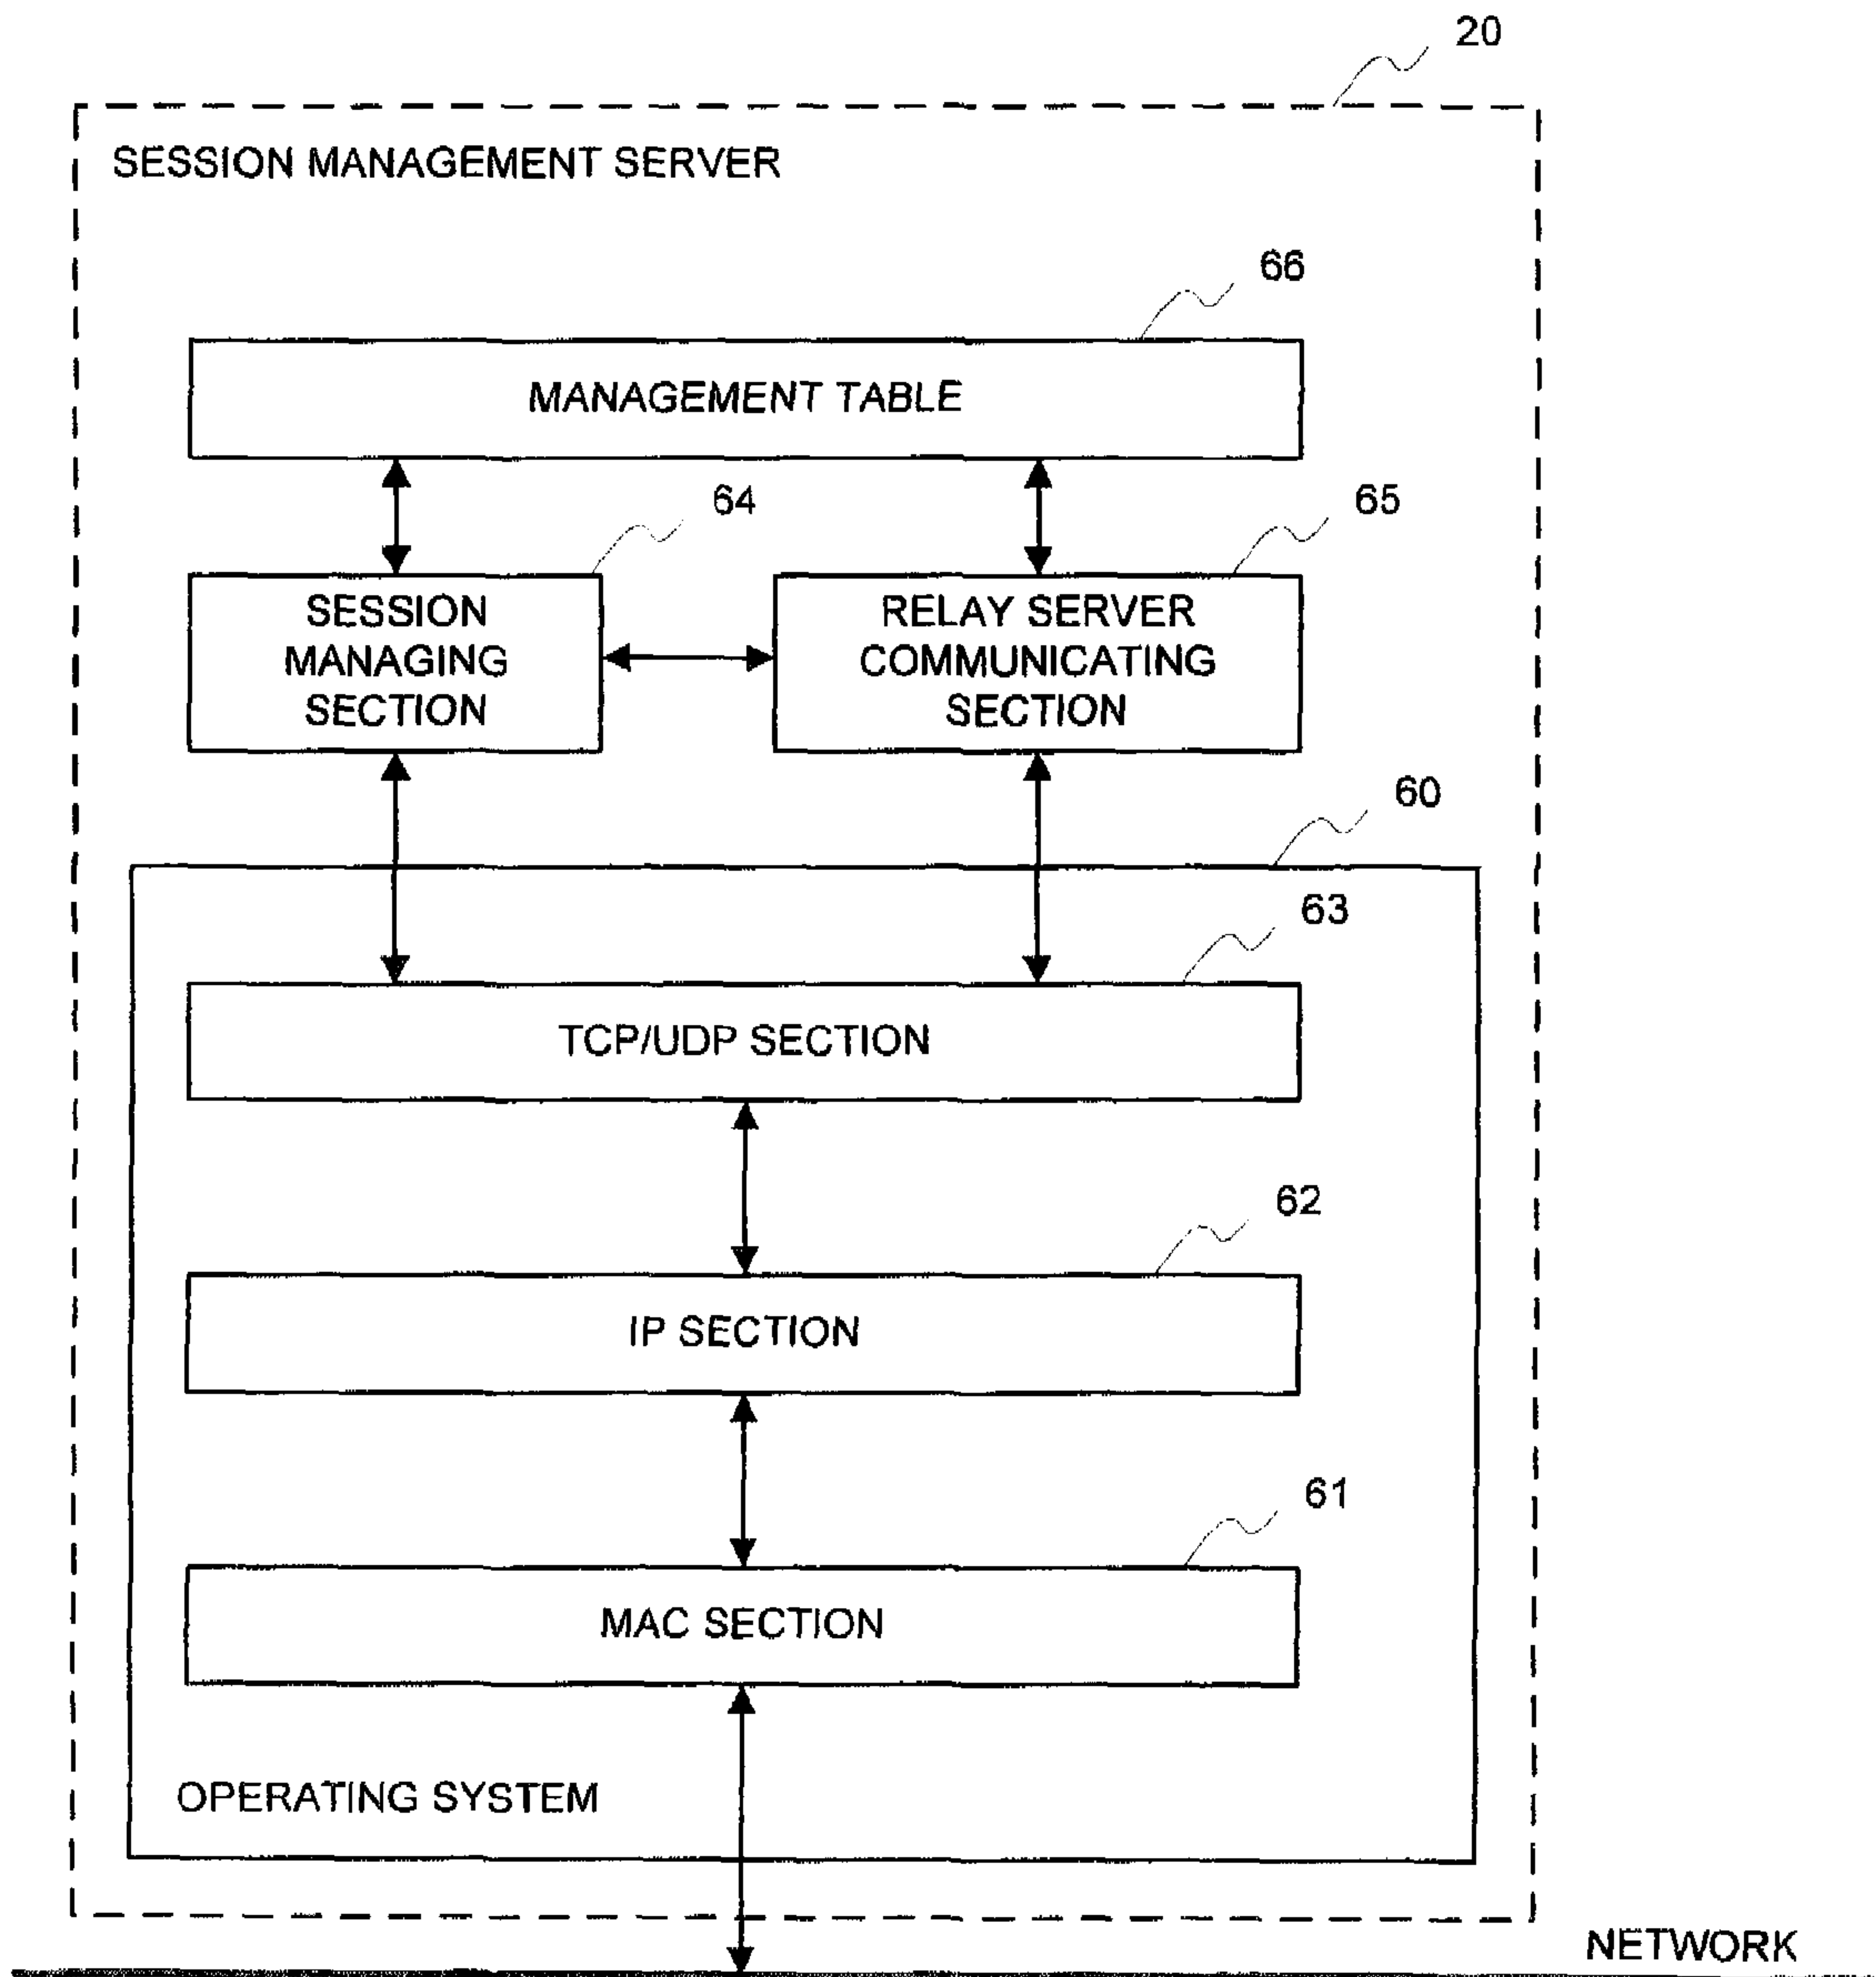 20
SESSION MANAGEMENT SERVER
66
MANAGEMENT TABLE
64
65
SESSION
MANAGING
SECTION
RELAY SERVER
COMMUNICATING
SECTION
60
63
TCP/UDP SECTION
62
IP SECTION
61
MAC SECTION
OPERATING SYSTEM
NETWORK